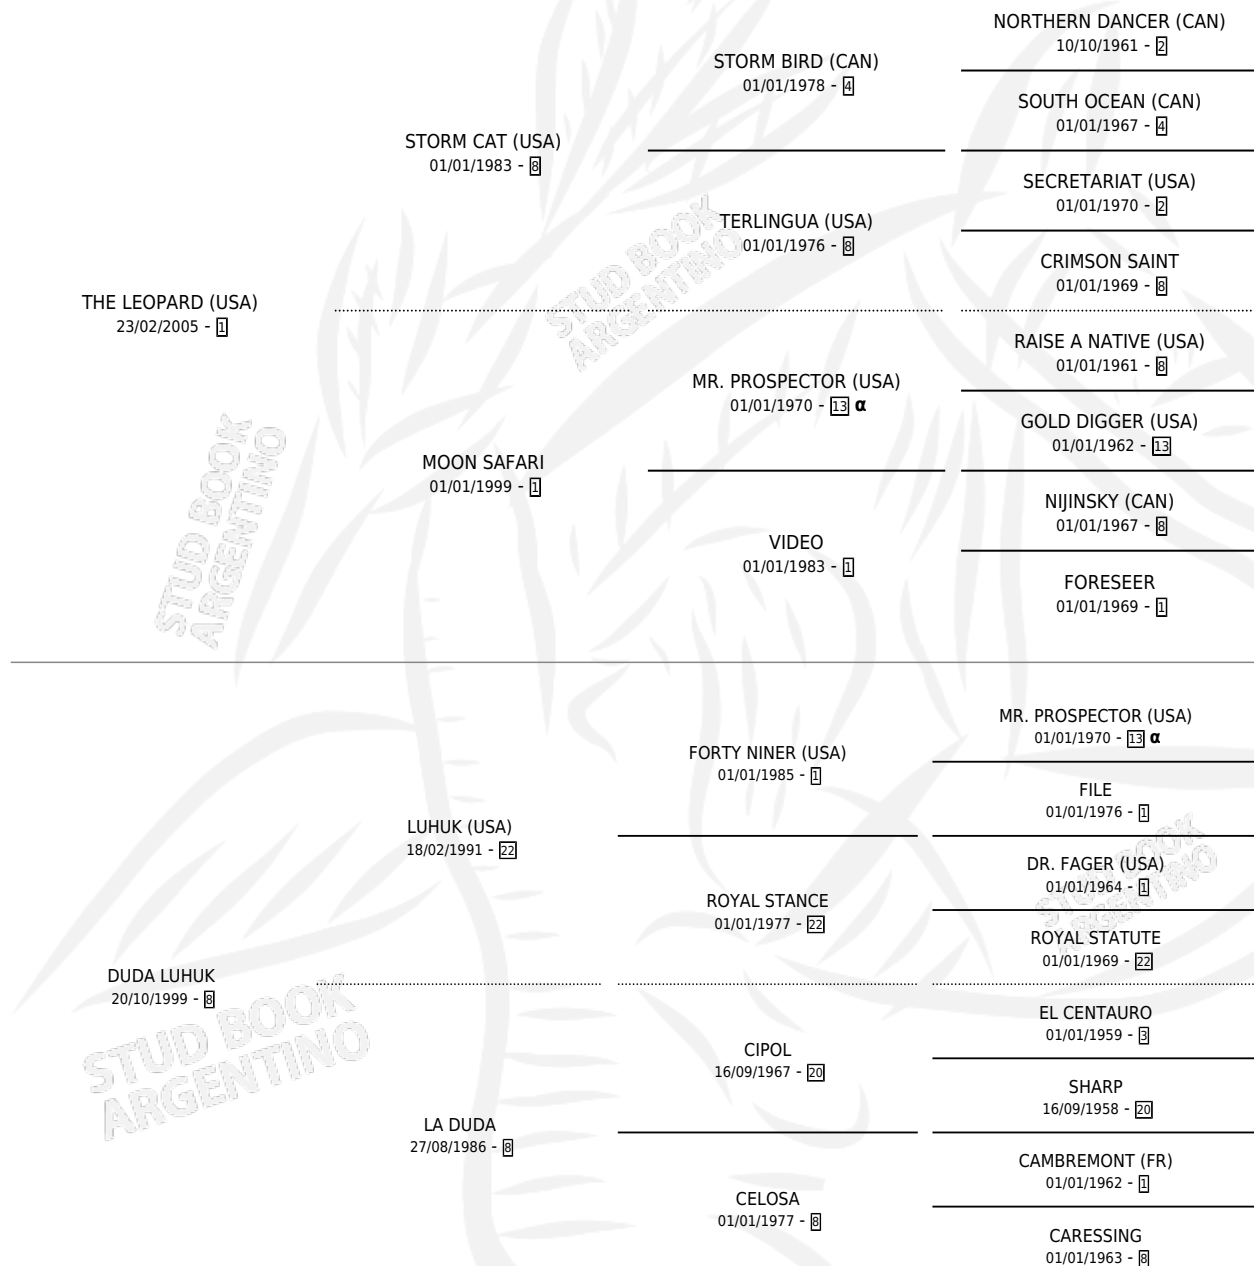 NORTHERN DANCER (CAN)
10/10/1961 - 2
STORM BIRD (CAN)
01/01/1978 - 4
SOUTH OCEAN (CAN)
01/01/1967 - 4
STORM CAT (USA)
01/01/1983 - 8
SECRETARIAT (USA)
01/01/1970 - 2
TERLINGUA (USA)
01/01/1976 - 8
CRIMSON SAINT
01/01/1969 - 8
THE LEOPARD (USA)
23/02/2005 - 1
STUD BOOK
ARGENTINO
RAISE A NATIVE (USA)
01/01/1961 - 8
MR. PROSPECTOR (USA)
01/01/1970 - 13 α
GOLD DIGGER (USA)
01/01/1962 - 13
MOON SAFARI
01/01/1999 - 1
NIJINSKY (CAN)
01/01/1967 - 8
VIDEO
01/01/1983 - 1
FORESEER
01/01/1969 - 1
STUD BOOK
ARGENTINO
MR. PROSPECTOR (USA)
01/01/1970 - 13 α
FORTY NINER (USA)
01/01/1985 - 1
FILE
01/01/1976 - 1
LUHUK (USA)
18/02/1991 - 22
DR. FAGER (USA)
01/01/1964 - 1
ROYAL STANCE
01/01/1977 - 22
ROYAL STATUTE
01/01/1969 - 22
STUD BOOK
ARGENTINO
DUDA LUHUK
20/10/1999 - 8
EL CENTAURO
01/01/1959 - 3
CIPOL
16/09/1967 - 20
SHARP
16/09/1958 - 20
STUD BOOK
ARGENTINO
LA DUDA
27/08/1986 - 8
CAMBREMONT (FR)
01/01/1962 - 1
CELOSA
01/01/1977 - 8
CARESSING
01/01/1963 - 8